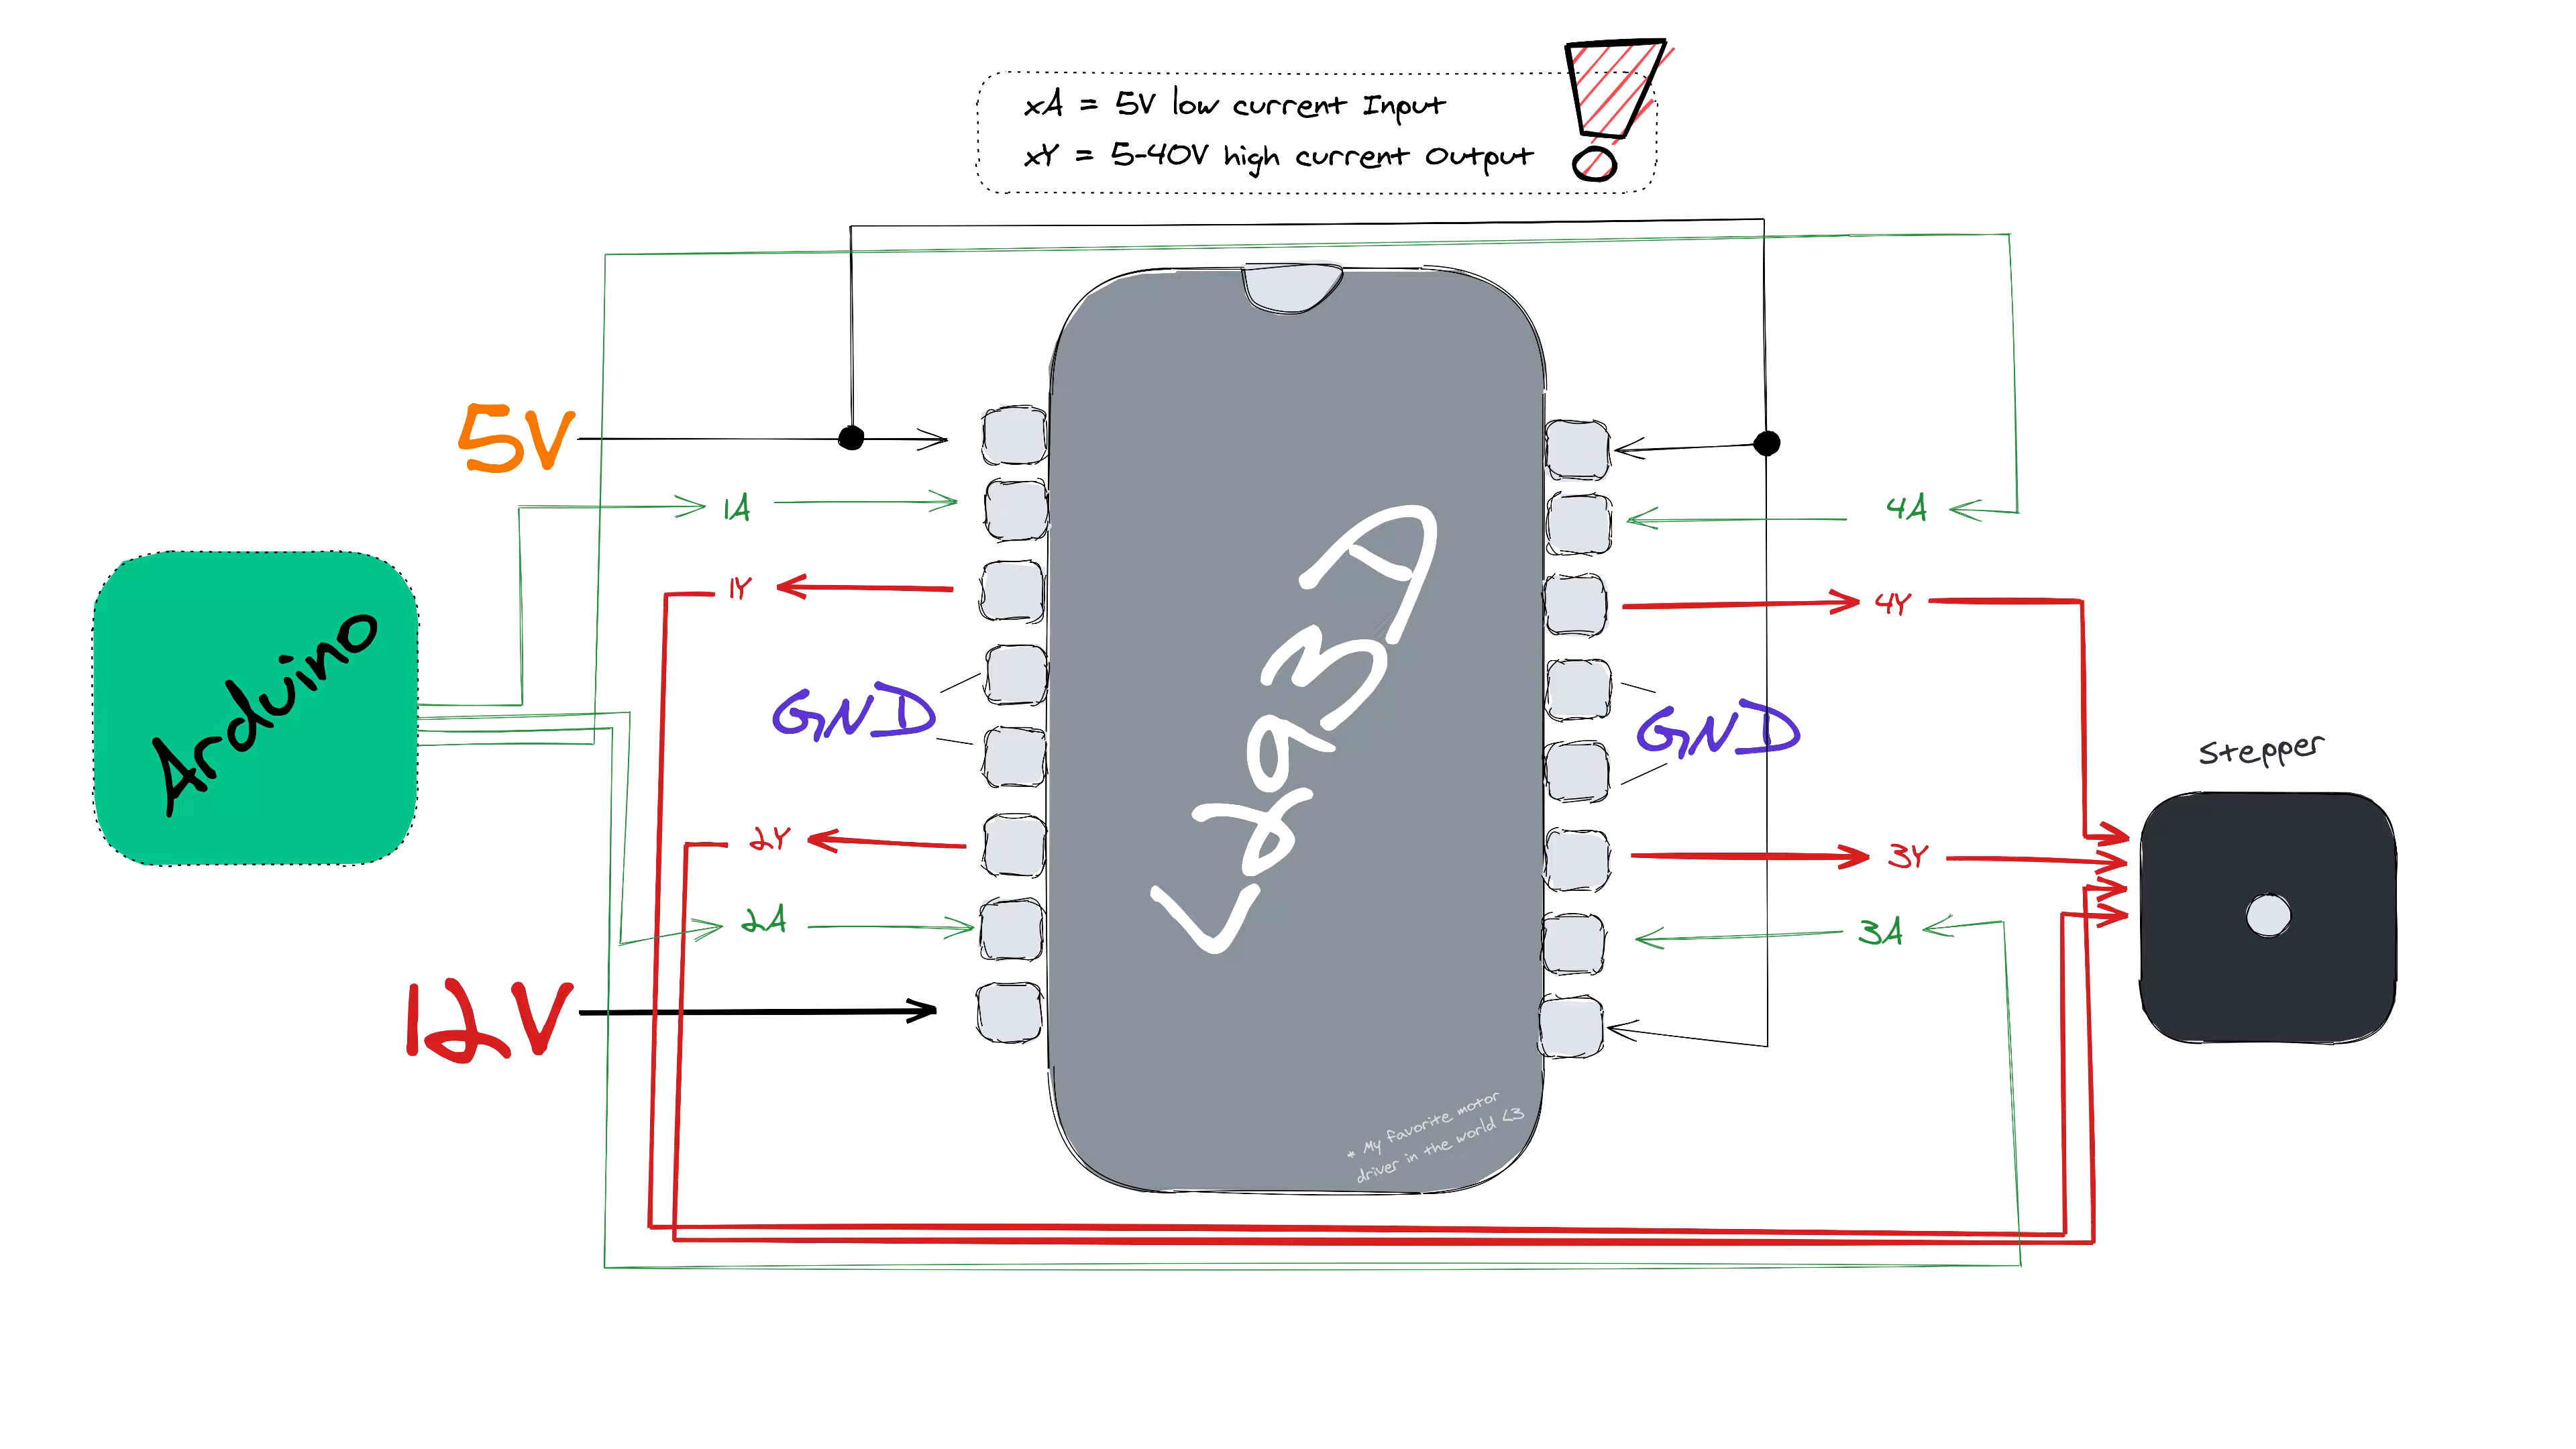 xA = 5V low current Input
xY = 5-40V high current Output
5V
1A
4A
1Y
4Y
Arduino
L293A
GND
GND
stepper
2Y
3Y
2A
3A
12V
* My favorite motor
driver in the world <3